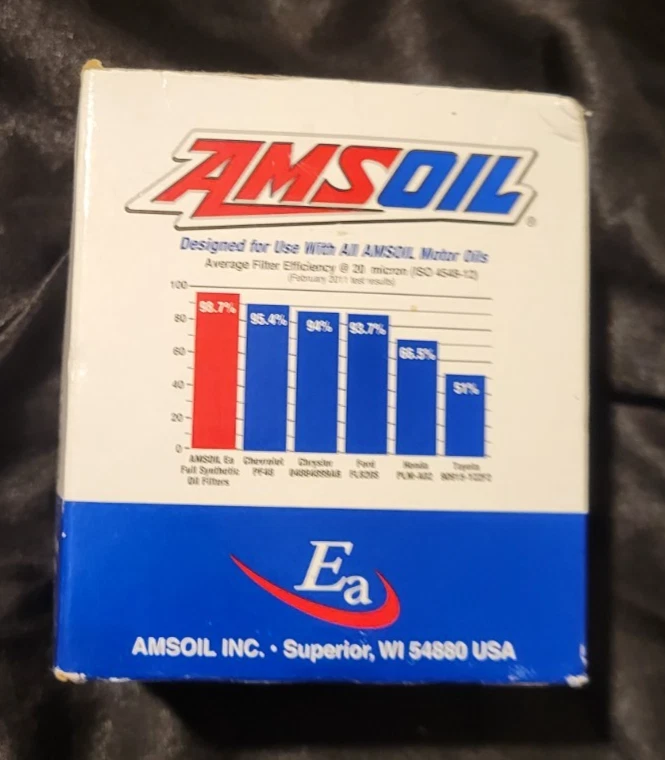 AMSOIL®
Designed for Use With All AMSOIL Motor Oils
Average Filter Efficiency @ 20 micron (ISO 4548-12)
(February 2011 test results)
100
80
60
40
20
0
98.7% 95.4% 94% 93.7% 66.5% 51%
AMSOIL Ea Chevrolet Chrysler Ford Honda Toyota
Full Synthetic PF48 FL820S PLM-A02
Oil Filters
Ea
AMSOIL INC. • Superior, WI 54880 USA